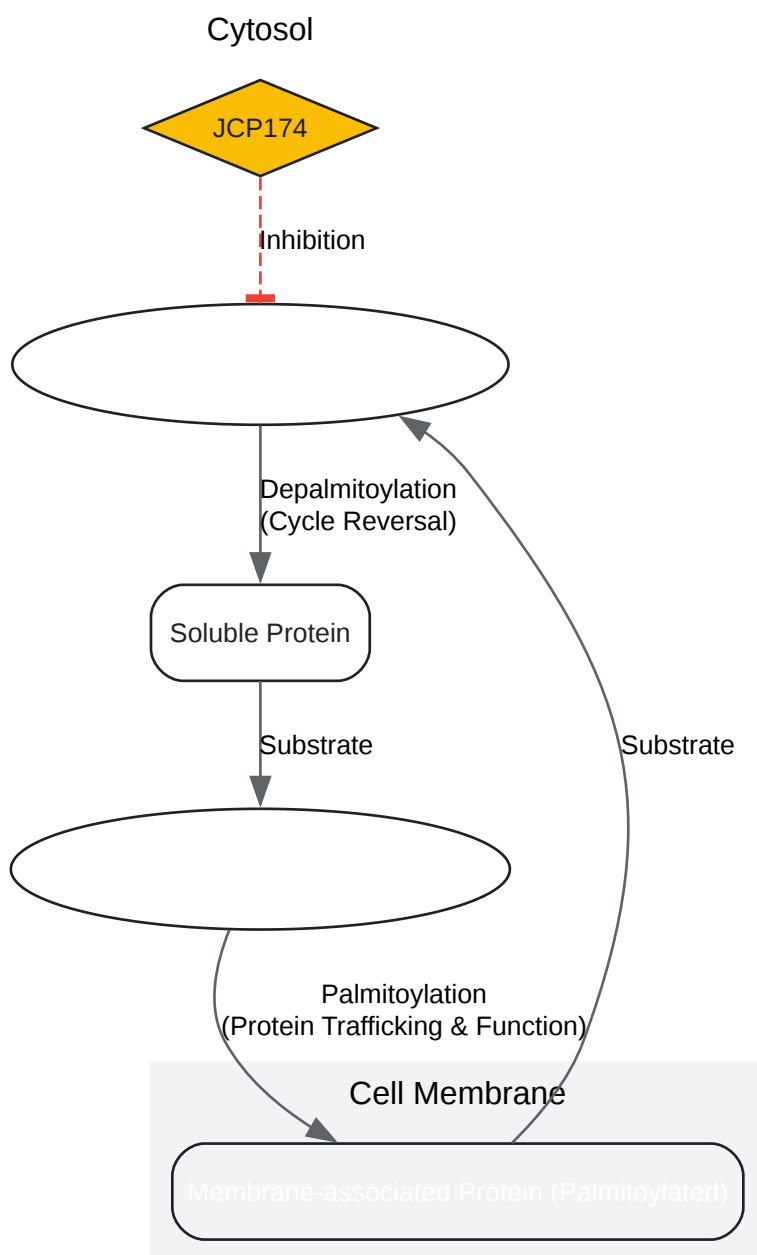 Cytosol
JCP174
Inhibition
Depalmitoylation
(Cycle Reversal)
Soluble Protein
Substrate
Substrate
Palmitoylation
(Protein Trafficking & Function)
Cell Membrane
Membrane-associated Protein (Palmitoylated)